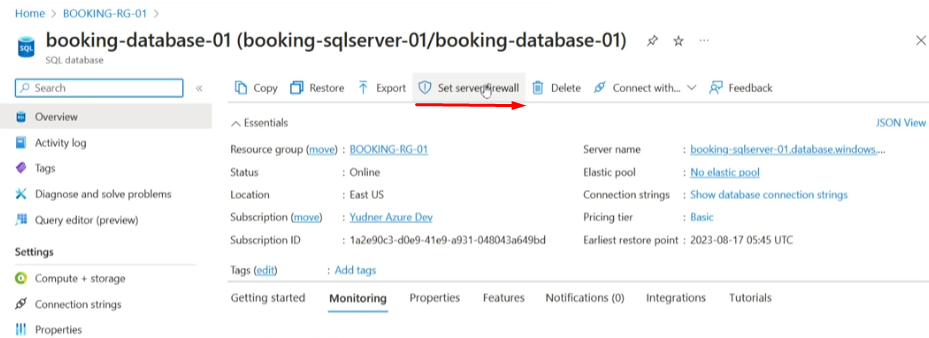 Home > BOOKING-RG-01 >
SQL
booking-database-01 (booking-sqlserver-01/booking-database-01)
SQL database
Search
Copy Restore Export Set server firewall Delete Connect with... Feedback
Overview
Activity log
Tags
Diagnose and solve problems
Query editor (preview)
Settings
Compute + storage
Connection strings
Properties
Essentials
JSON View
Resource group (move) : BOOKING-RG-01
Status : Online
Location : East US
Subscription (move) : Yudner Azure Dev
Subscription ID : 1a2e90c3-d0e9-41e9-a931-048043a649bd
Server name : booking-sqlserver-01.database.windows,...
Elastic pool : No elastic pool
Connection strings : Show database connection strings
Pricing tier : Basic
Earliest restore point : 2023-08-17 05:45 UTC
Tags (edit) : Add tags
Getting started Monitoring Properties Features Notifications (0) Integrations Tutorials